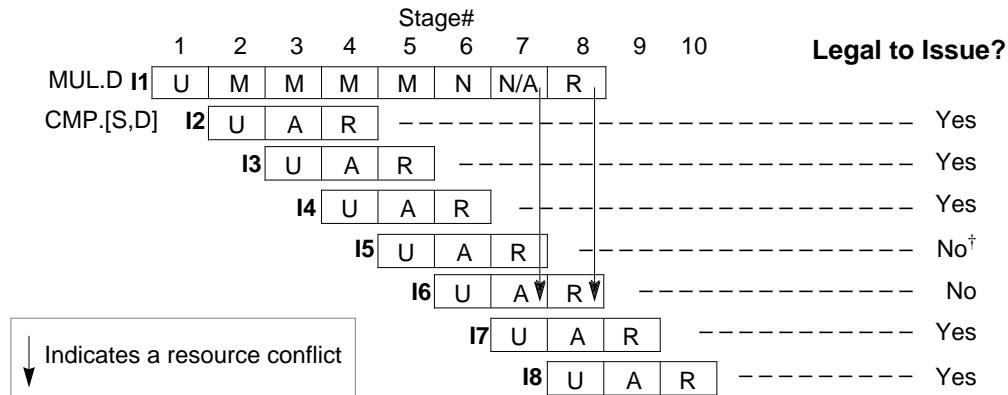 Stage#
1 2 3 4 5 6 7 8 9 10 Legal to Issue?
MUL.D I1 U M M M M N N/A R
CMP.[S,D] I2 U A R Yes
I3 U A R Yes
I4 U A R Yes
I5 U A R No†
I6 U A R No
I7 U A R Yes
Indicates a resource conflict
I8 U A R Yes